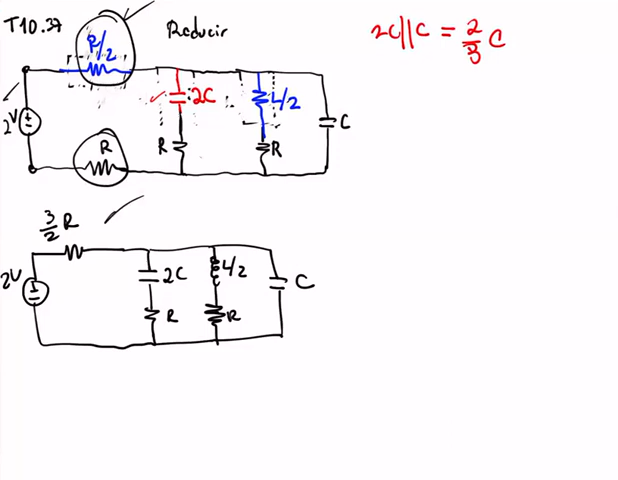 T10.37
Reducir
2C||C = 2/3 C
R/2
2C
L/2
2V
R
R
R
C
3/2 R
2V
2C
L/2
C
R
R